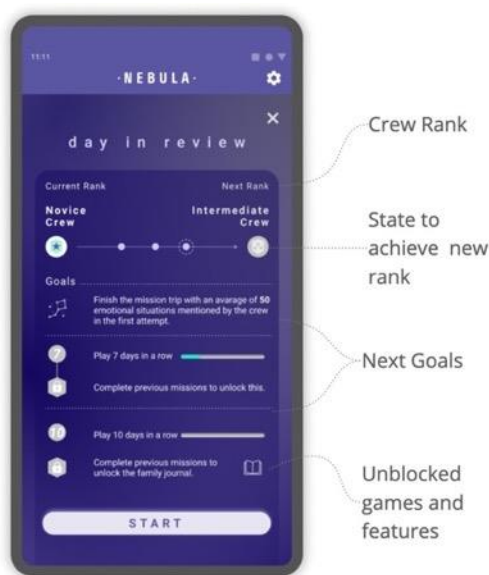 11:11
·NEBULA·
day in review
Current Rank
Next Rank
Novice
Crew
Intermediate
Crew
Goals
Finish the mission trip with an avarage of 50
emotional situations mentioned by the crew
in the first attempt.
7
Play 7 days in a row
Complete previous missions to unlock this.
10
Play 10 days in a row
Complete previous missions to
unlock the family journal.
START
Crew Rank
State to
achieve new
rank
Next Goals
Unblocked
games and
features